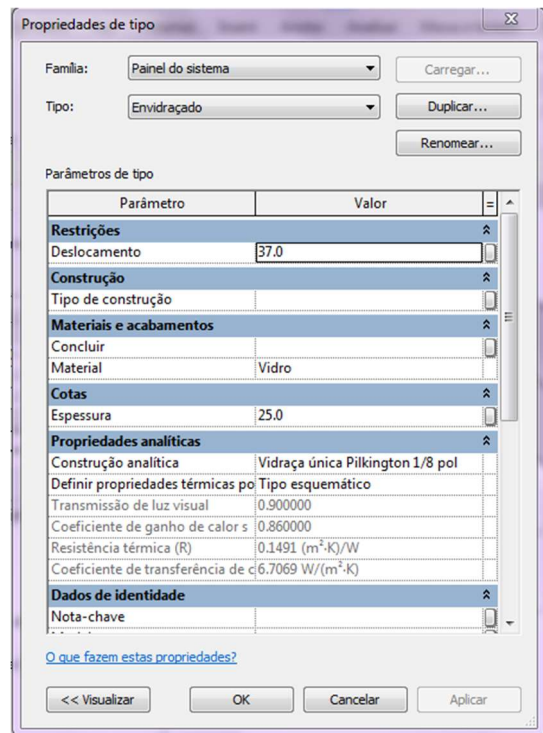 Propriedades de tipo
Família: Painel do sistema Carregar...
Tipo: Envidraçado Duplicar...
Renomear...
Parâmetros de tipo
Parâmetro Valor =
Restrições
Deslocamento 37.0
Construção
Tipo de construção
Materiais e acabamentos
Concluir
Material Vidro
Cotas
Espessura 25.0
Propriedades analíticas
Construção analítica Vidraça única Pilkington 1/8 pol
Definir propriedades térmicas po Tipo esquemático
Transmissão de luz visual 0.900000
Coeficiente de ganho de calor s 0.860000
Resistência térmica (R) 0.1491 (m²·K)/W
Coeficiente de transferência de c 6.7069 W/(m²·K)
Dados de identidade
Nota-chave
O que fazem estas propriedades?
<< Visualizar OK Cancelar Aplicar